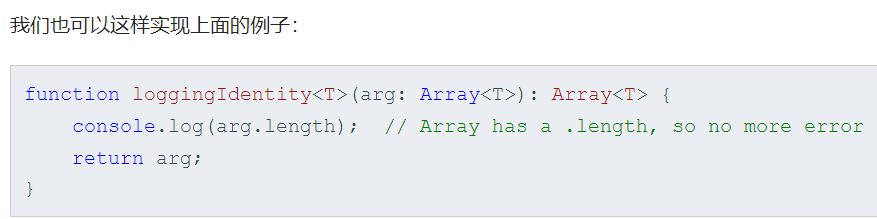 我们也可以这样实现上面的例子：
function loggingIdentity<T>(arg: Array<T>): Array<T> {
    console.log(arg.length);  // Array has a .length, so no more error
    return arg;
}